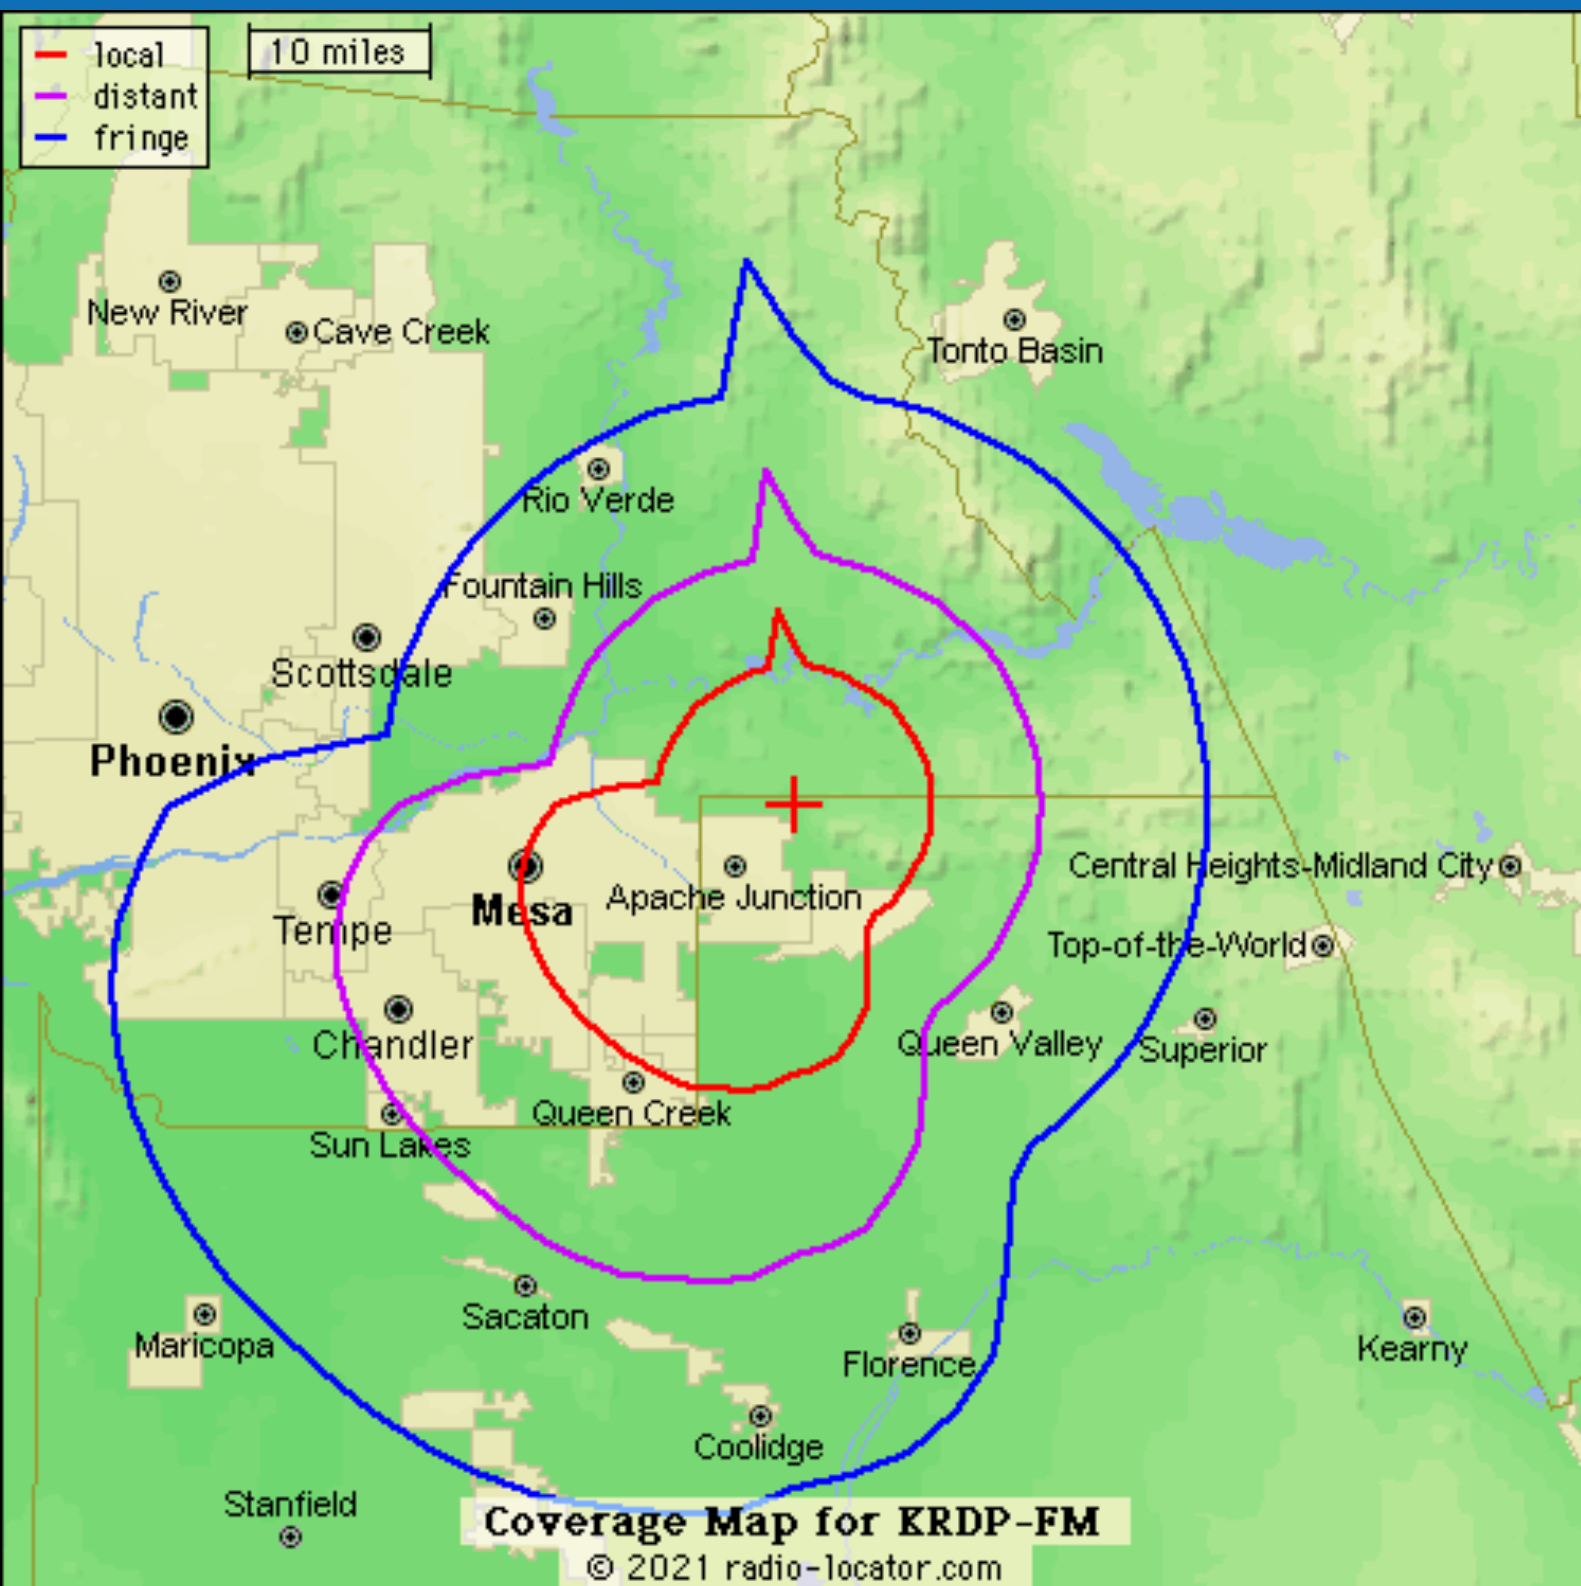 local
10 miles
distant
fringe
New River
Cave Creek
Tonto Basin
Rio Verde
Fountain Hills
Scottsdale
Phoenix
Central Heights-Midland City
Apache Junction
Mesa
Tempe
Top-of-the-World
Chandler
Queen Valley
Superior
Queen Creek
Sun Lakes
Sacaton
Maricopa
Florence
Kearny
Coolidge
Stanfield
Coverage Map for KRDP-FM
© 2021 radio-locator.com